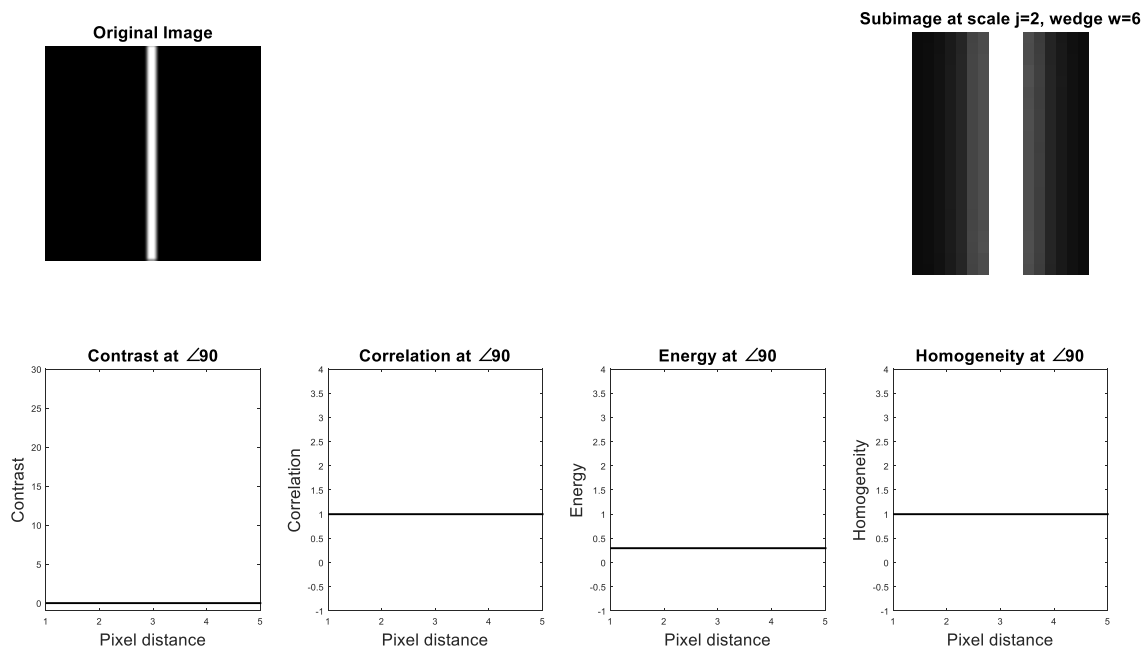 Subimage at scale j=2, wedge w=6
Original Image
Contrast at ∠90
Correlation at ∠90
Energy at ∠90
Homogeneity at ∠90
30
25
20
15
10
5
0
Contrast
1 2 3 4 5
Pixel distance
4
3.5
3
2.5
2
1.5
1
0.5
0
-0.5
-1
Correlation
1 2 3 4 5
Pixel distance
4
3.5
3
2.5
2
1.5
1
0.5
0
-0.5
-1
Energy
1 2 3 4 5
Pixel distance
4
3.5
3
2.5
2
1.5
1
0.5
0
-0.5
-1
Homogeneity
1 2 3 4 5
Pixel distance